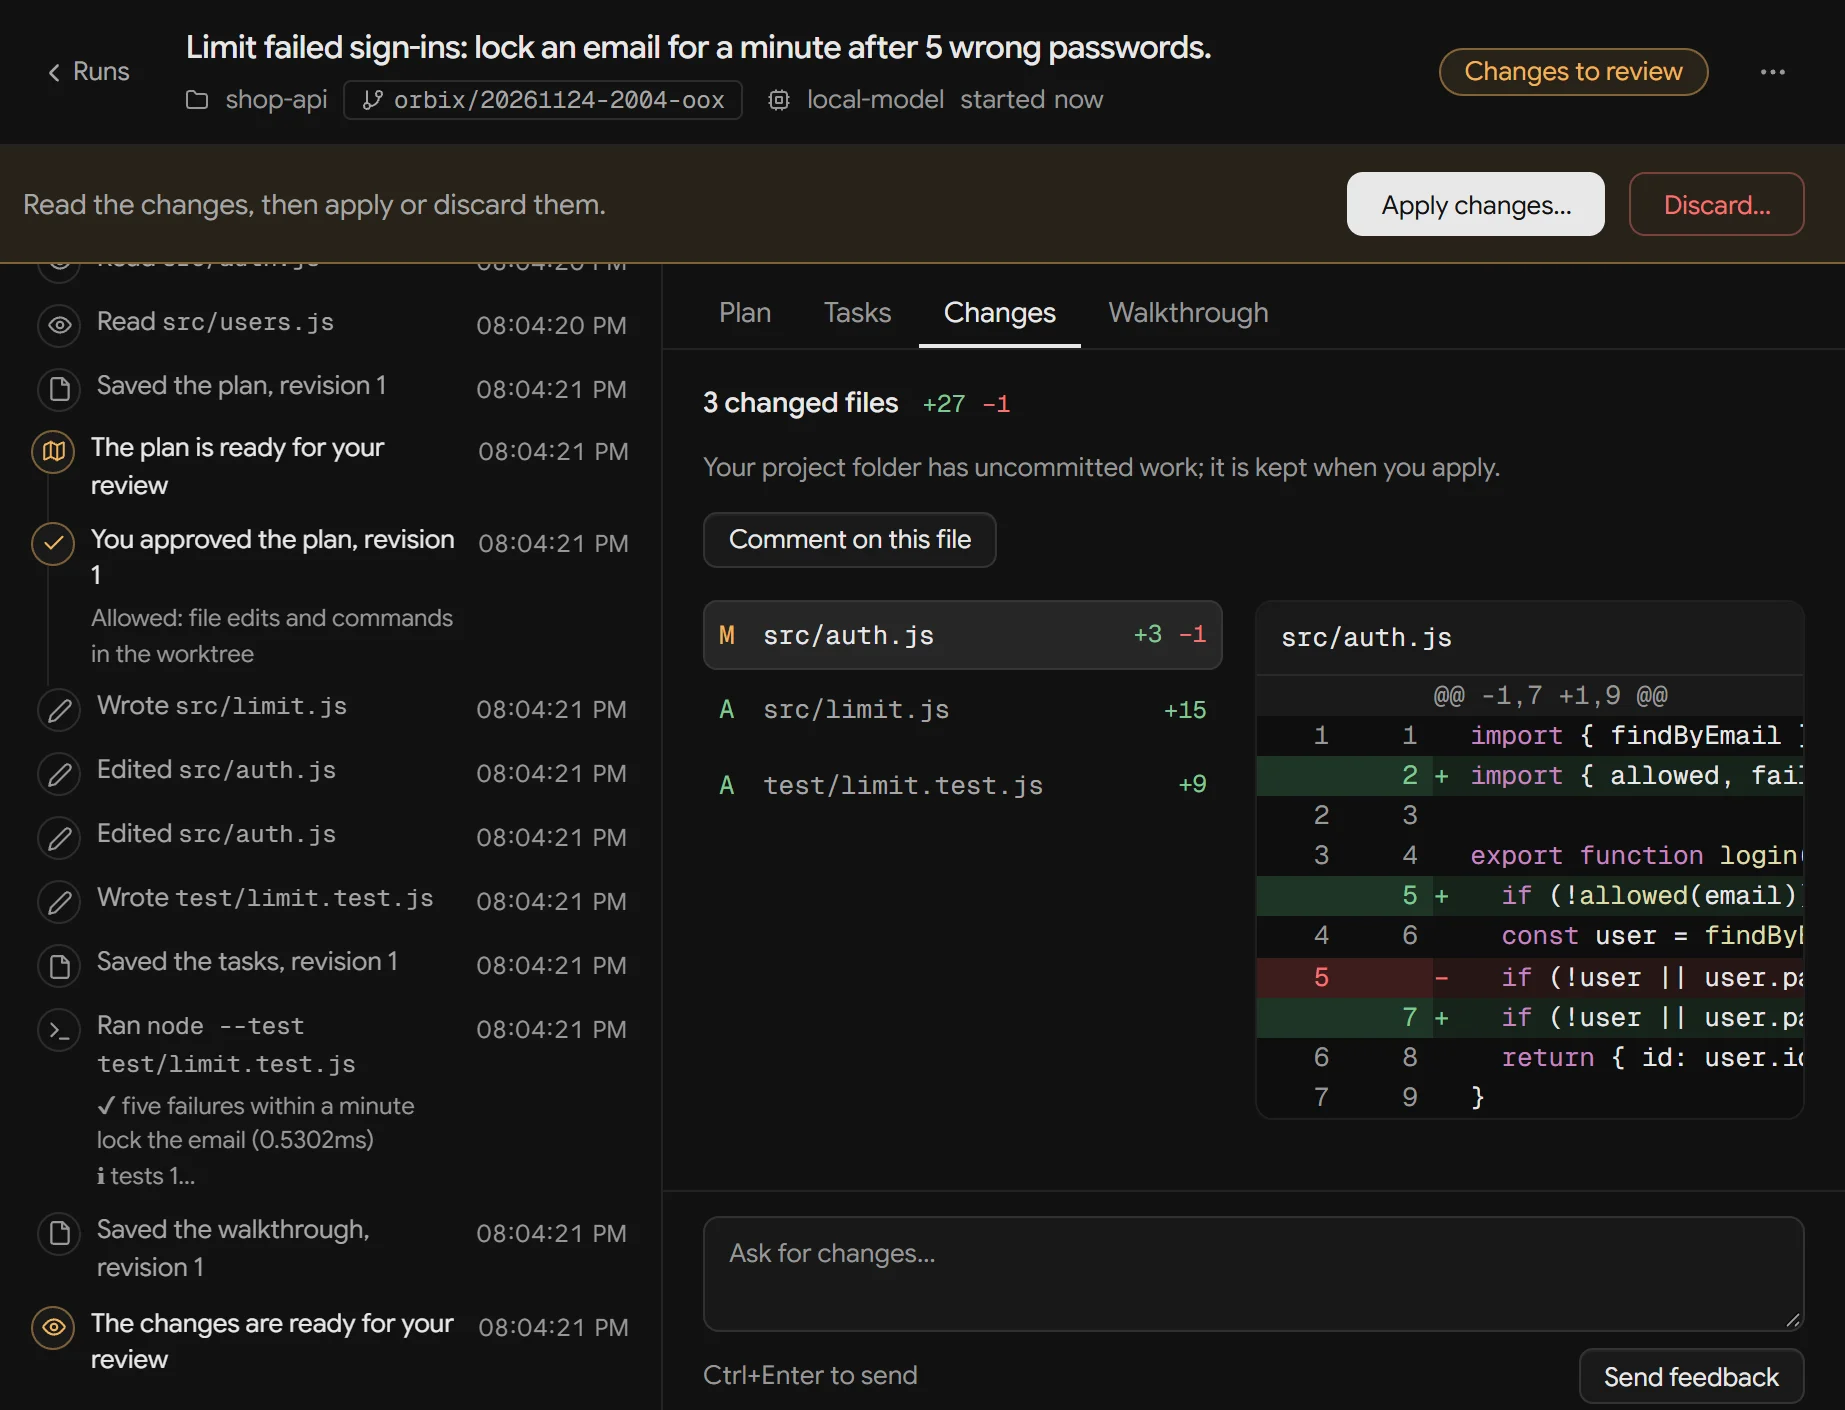 Runs
Limit failed sign-ins: lock an email for a minute after 5 wrong passwords.
shop-api orbix/20261124-2004-oox local-model started now
Changes to review
Read the changes, then apply or discard them.
Apply changes...
Discard...
Read src/auth.js 08:04:20 PM
Read src/users.js 08:04:20 PM
Saved the plan, revision 1 08:04:21 PM
The plan is ready for your 08:04:21 PM
review
You approved the plan, revision 08:04:21 PM
1
Allowed: file edits and commands
in the worktree
Wrote src/limit.js 08:04:21 PM
Edited src/auth.js 08:04:21 PM
Edited src/auth.js 08:04:21 PM
Wrote test/limit.test.js 08:04:21 PM
Saved the tasks, revision 1 08:04:21 PM
Ran node --test 08:04:21 PM
test/limit.test.js
✓ five failures within a minute
lock the email (0.5302ms)
ℹ tests 1...
Saved the walkthrough, 08:04:21 PM
revision 1
The changes are ready for your 08:04:21 PM
review
Plan Tasks Changes Walkthrough
3 changed files +27 −1
Your project folder has uncommitted work; it is kept when you apply.
Comment on this file
M src/auth.js +3 −1
A src/limit.js +15
A test/limit.test.js +9
src/auth.js
@@ -1,7 +1,9 @@
1 1 import { findByEmail }
2 + import { allowed, fail
2 3
3 4 export function login(
5 + if (!allowed(email))
4 6 const user = findByE
5 − if (!user || user.pa
7 + if (!user || user.pa
6 8 return { id: user.id
7 9 }
Ask for changes...
Ctrl+Enter to send
Send feedback